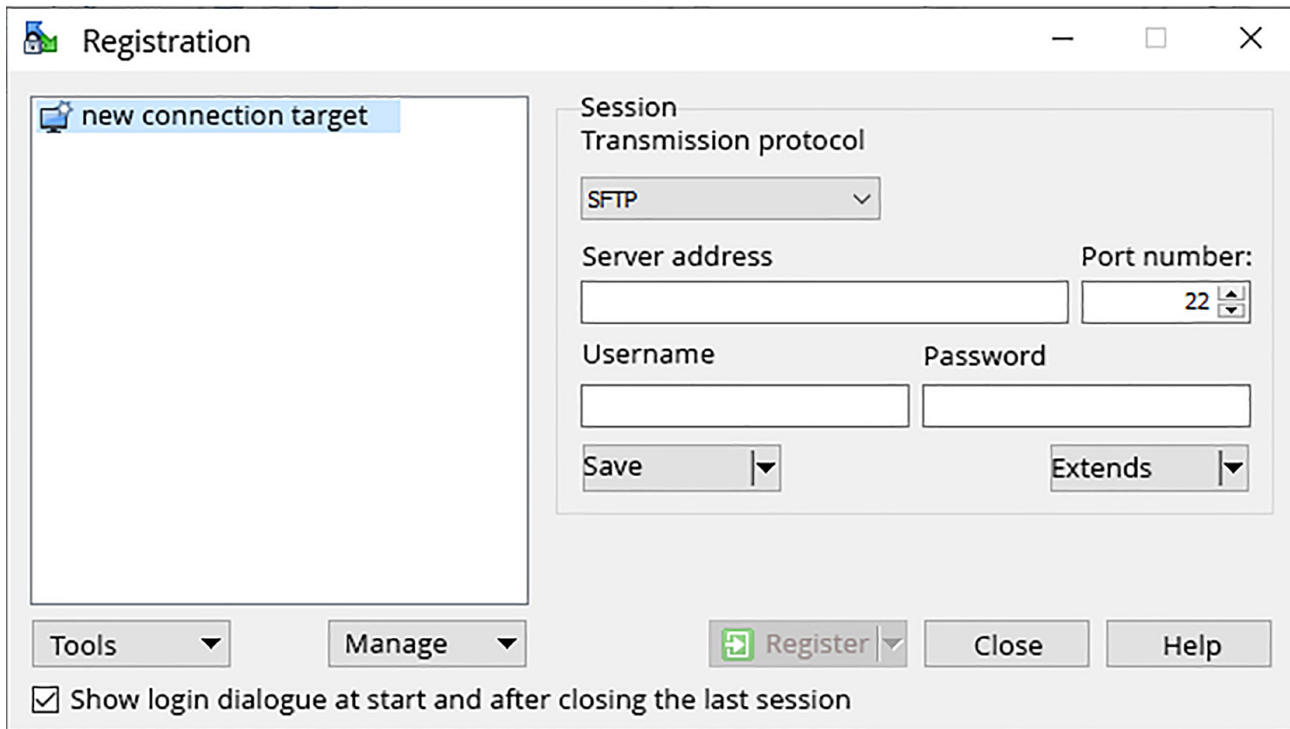 Registration
new connection target
Session
Transmission protocol
SFTP
Server address
Port number:
22
Username
Password
Save
Extends
Tools
Manage
Register
Close
Help
Show login dialogue at start and after closing the last session